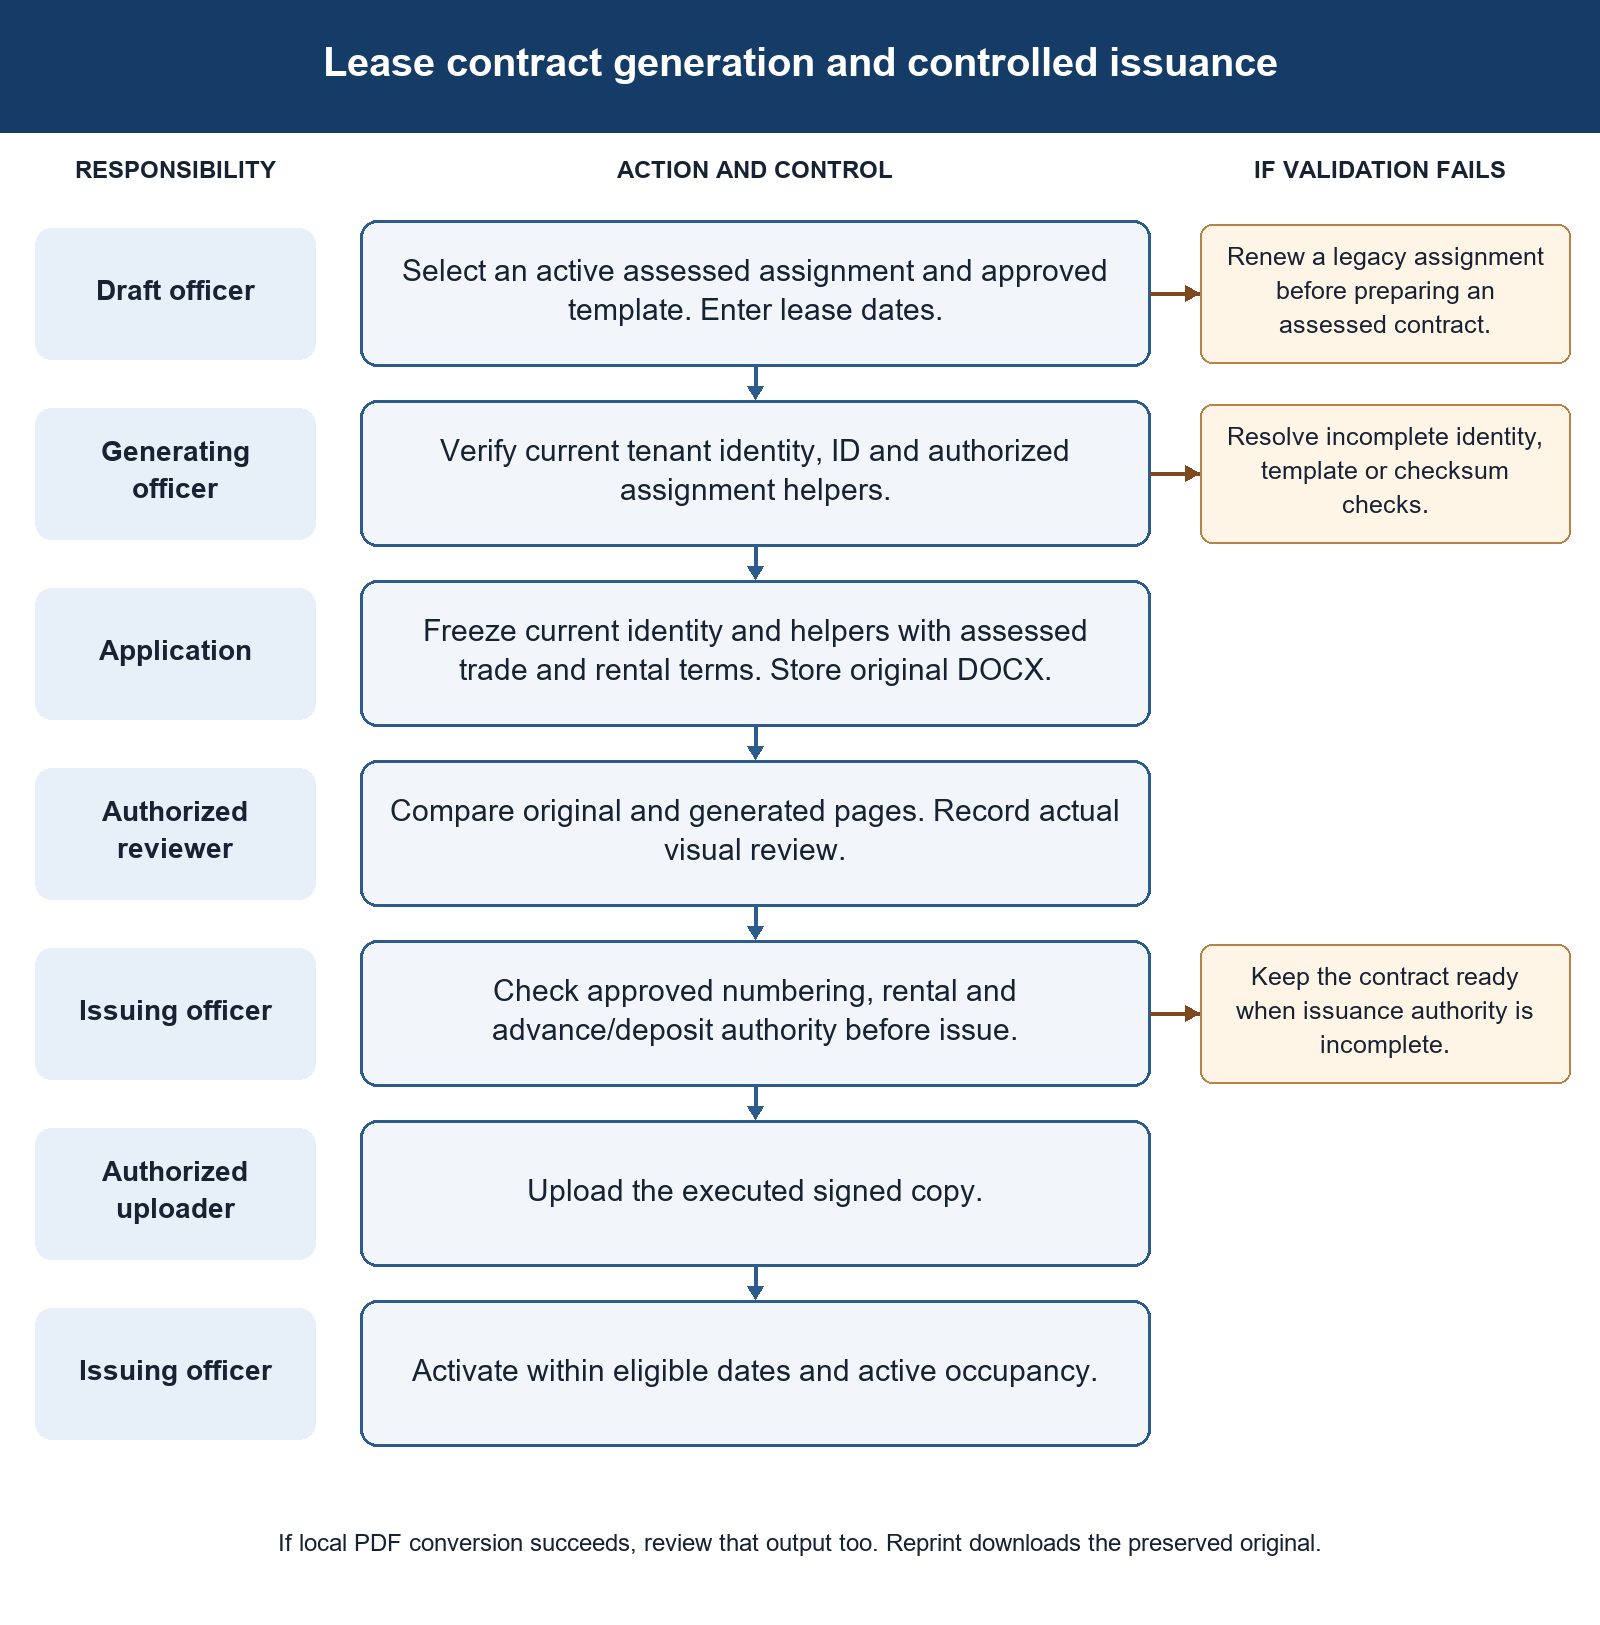 Lease contract generation and controlled issuance
RESPONSIBILITY
ACTION AND CONTROL
IF VALIDATION FAILS
Draft officer
Select an active assessed assignment and approved
template. Enter lease dates.
Renew a legacy assignment
before preparing an
assessed contract.
Generating
officer
Verify current tenant identity, ID and authorized
assignment helpers.
Resolve incomplete identity,
template or checksum
checks.
Application
Freeze current identity and helpers with assessed
trade and rental terms. Store original DOCX.
Authorized
reviewer
Compare original and generated pages. Record actual
visual review.
Issuing officer
Check approved numbering, rental and
advance/deposit authority before issue.
Keep the contract ready
when issuance authority is
incomplete.
Authorized
uploader
Upload the executed signed copy.
Issuing officer
Activate within eligible dates and active occupancy.
If local PDF conversion succeeds, review that output too. Reprint downloads the preserved original.